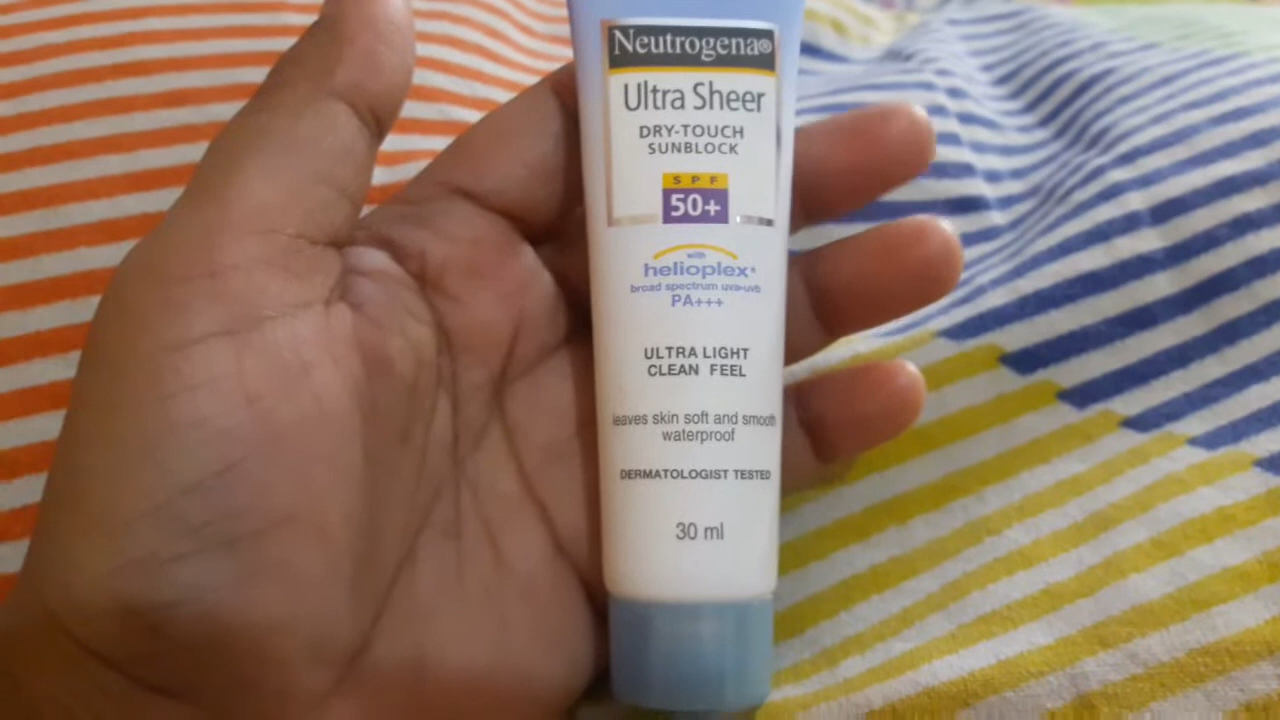 Neutrogena®
Ultra Sheer
DRY-TOUCH
SUNBLOCK
SPF
50+
with
helioplex®
broad spectrum uva-uvb
PA+++
ULTRA LIGHT
CLEAN FEEL
leaves skin soft and smooth
waterproof
DERMATOLOGIST TESTED
30 ml